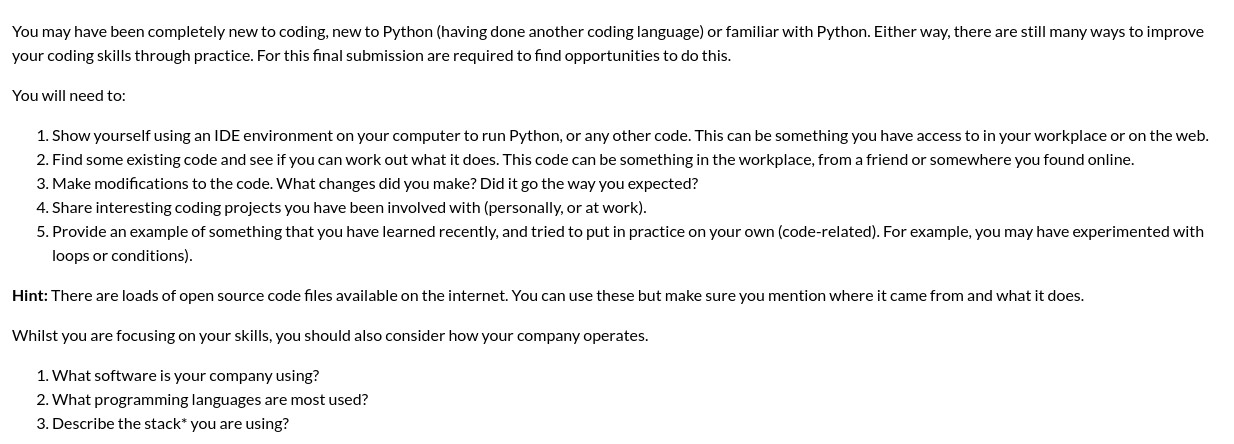 You may have been completely new to coding, new to Python (having done another coding language) or familiar with Python. Either way, there are still many ways to improve
your coding skills through practice. For this final submission are required to find opportunities to do this.
You will need to:
1. Show yourself using an IDE environment on your computer to run Python, or any other code. This can be something you have access to in your workplace or on the web.
2. Find some existing code and see if you can work out what it does. This code can be something in the workplace, from a friend or somewhere you found online.
3. Make modifications to the code. What changes did you make? Did it go the way you expected?
4. Share interesting coding projects you have been involved with (personally, or at work).
5. Provide an example of something that you have learned recently, and tried to put in practice on your own (code-related). For example, you may have experimented with
loops or conditions).
Hint: There are loads of open source code files available on the internet. You can use these but make sure you mention where it came from and what it does.
Whilst you are focusing on your skills, you should also consider how your company operates.
1. What software is your company using?
2. What programming languages are most used?
3. Describe the stack* you are using?